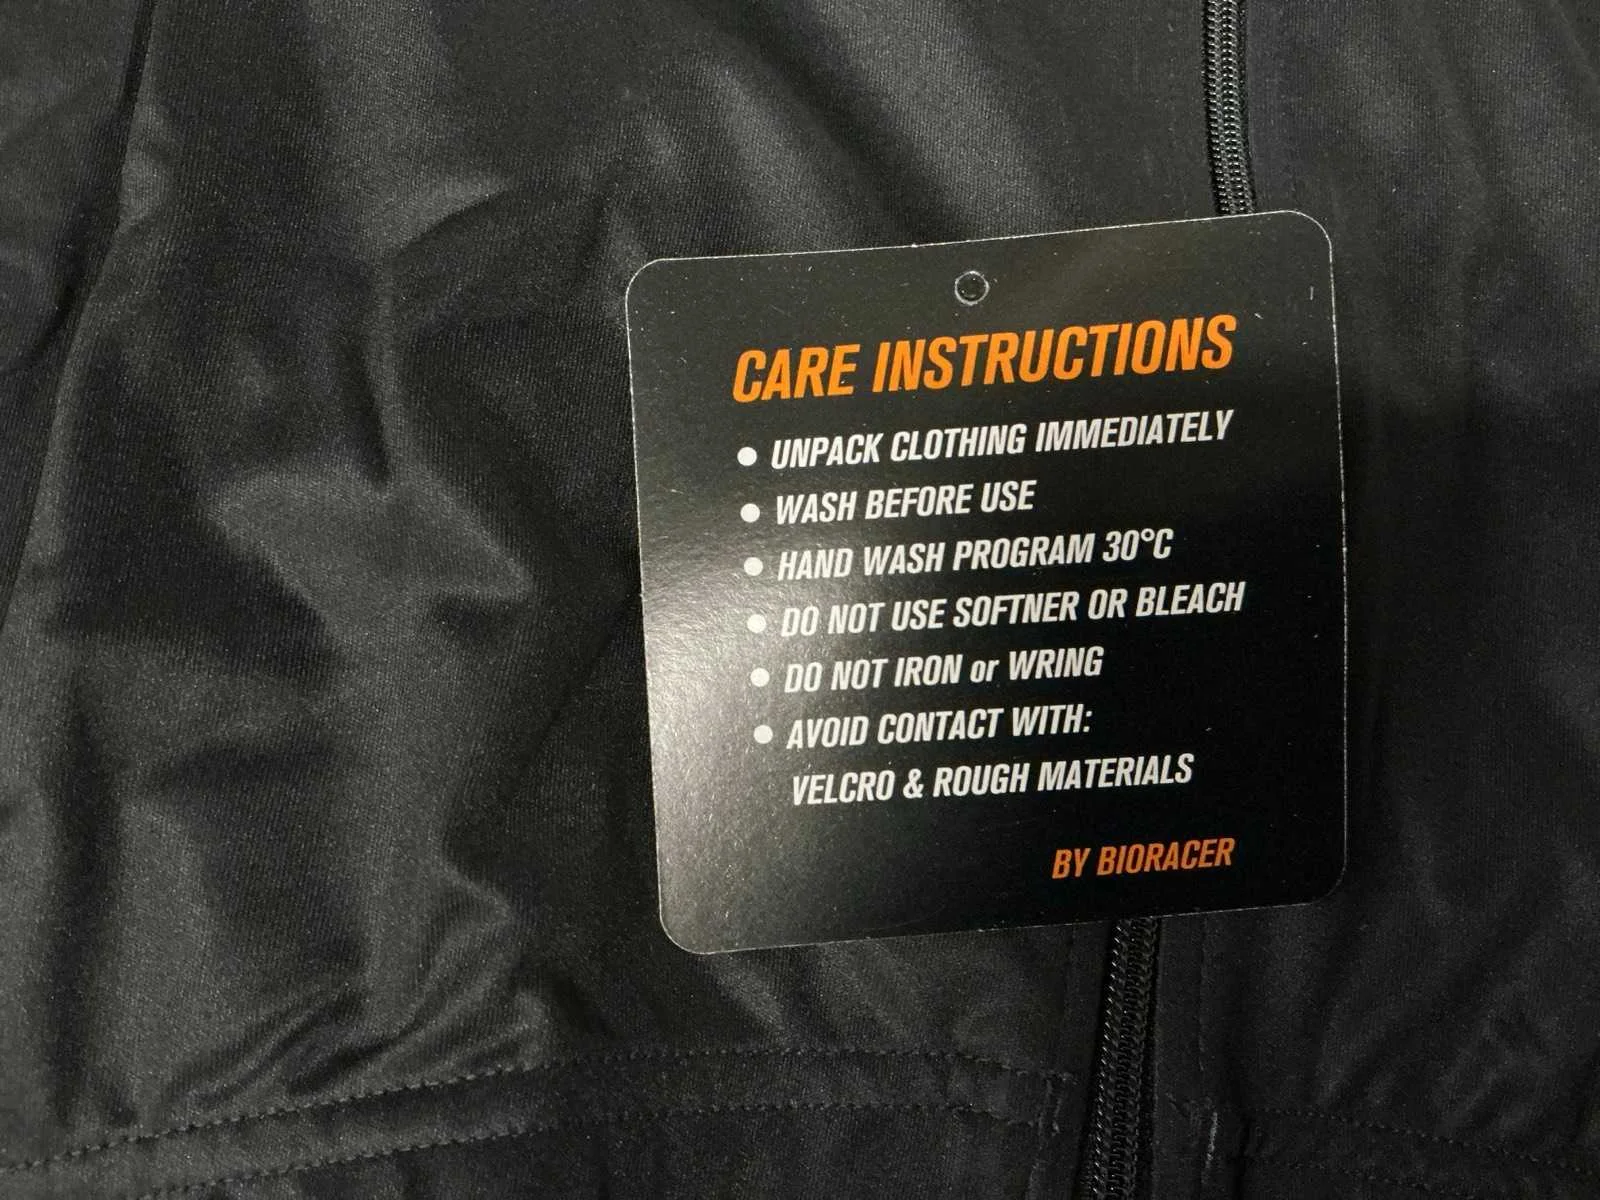 CARE INSTRUCTIONS
● UNPACK CLOTHING IMMEDIATELY
● WASH BEFORE USE
● HAND WASH PROGRAM 30°C
● DO NOT USE SOFTNER OR BLEACH
● DO NOT IRON or WRING
● AVOID CONTACT WITH:
VELCRO & ROUGH MATERIALS
BY BIORACER